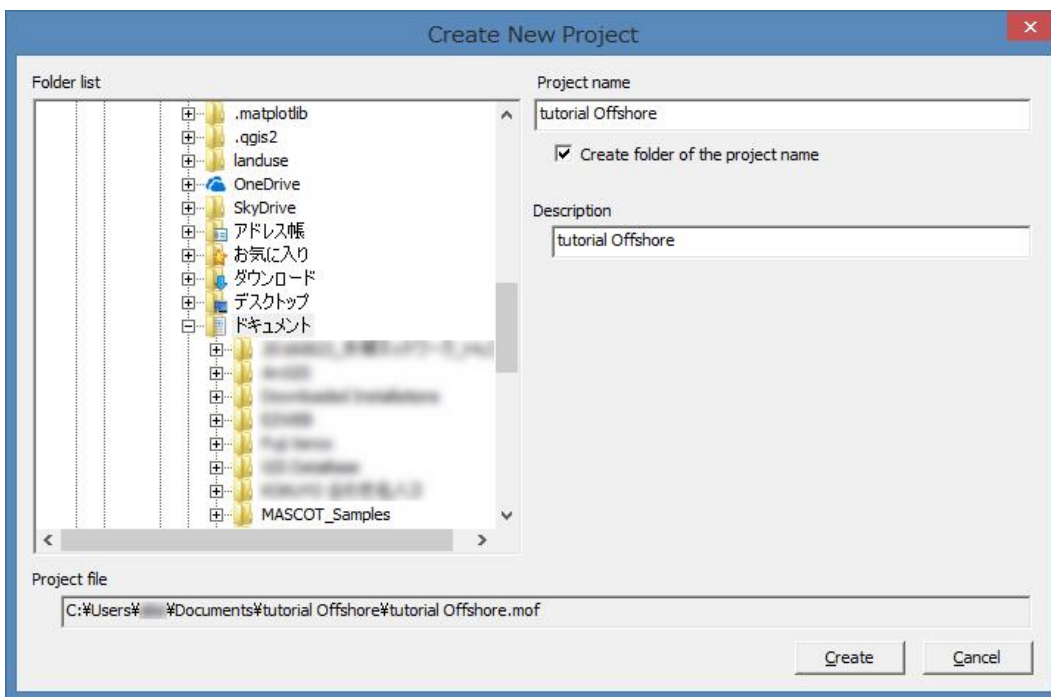 Create New Project
Folder list
.matplotlib
.qgis2
landuse
OneDrive
SkyDrive
アドレス帳
お気に入り
ダウンロード
デスクトップ
ドキュメント
MASCOT_Samples
Project name
tutorial Offshore
Create folder of the project name
Description
tutorial Offshore
Project file
C:¥Users¥ ¥Documents¥tutorial Offshore¥tutorial Offshore.mof
Create
Cancel